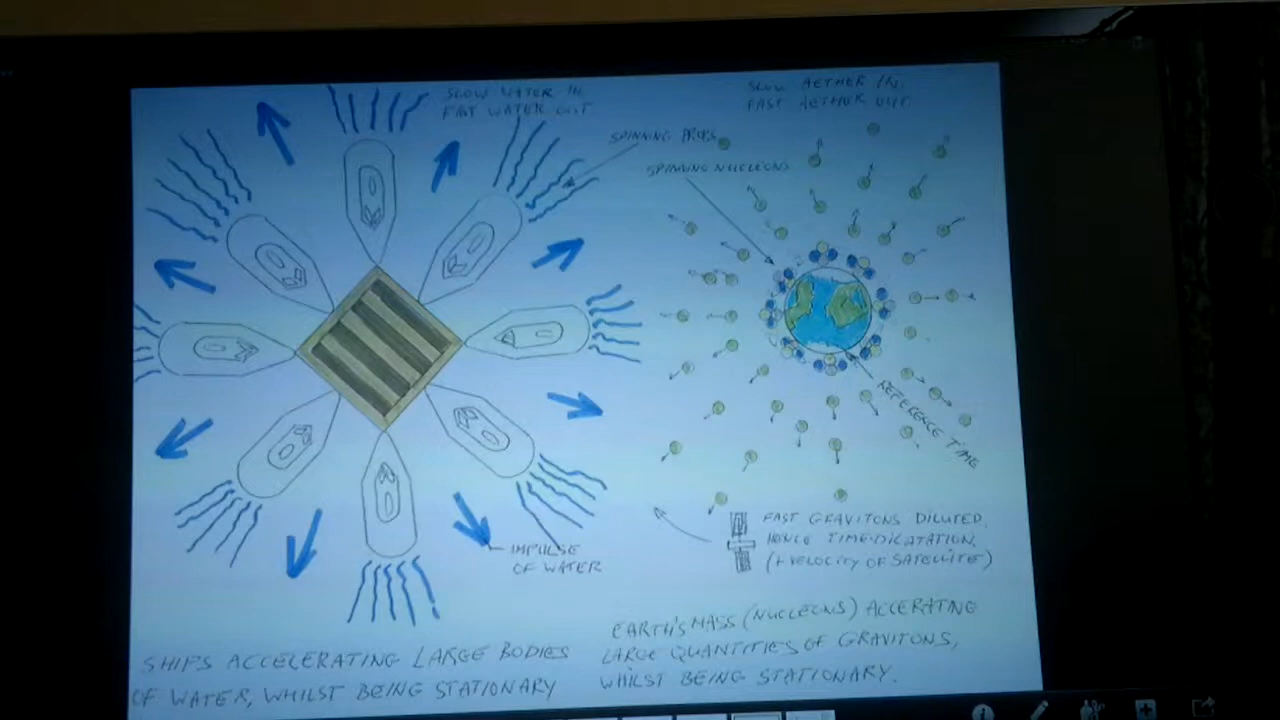 SLOW WATER IN.
FAST WATER OUT
SPINNING PROPS
IMPULSE
OF WATER
SHIPS ACCELERATING LARGE BODIES
OF WATER, WHILST BEING STATIONARY
SLOW AETHER IN.
FAST AETHER OUT
SPINNING NUCLEONS
REFERENCE TIME
FAST GRAVITONS DILUTED,
HENCE TIME DILATATION.
(+ VELOCITY OF SATELLITE)
EARTH'S MASS (NUCLEONS) ACCERATING
LARGE QUANTITIES OF GRAVITONS,
WHILST BEING STATIONARY.